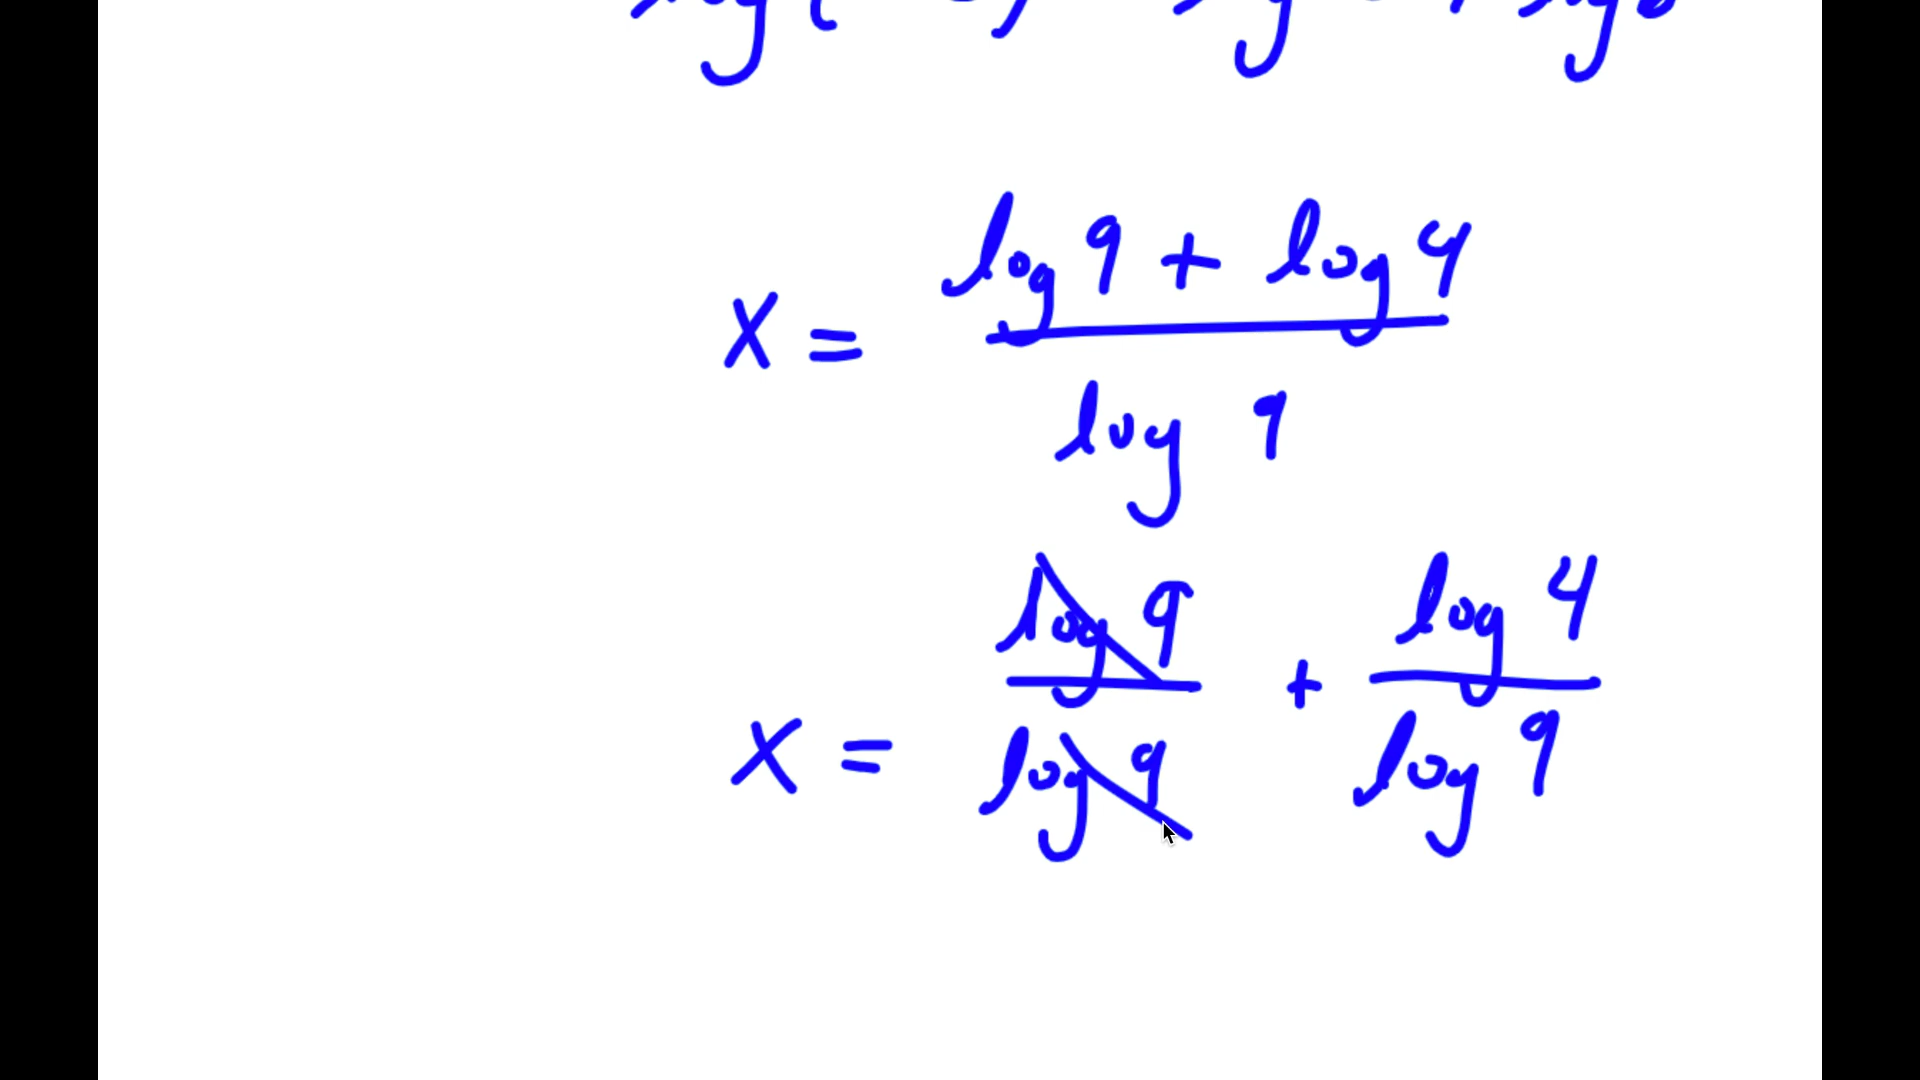 x = (log 9 + log 4) / (log 9)
x = (log 9) / (log 9) + (log 4) / (log 9)